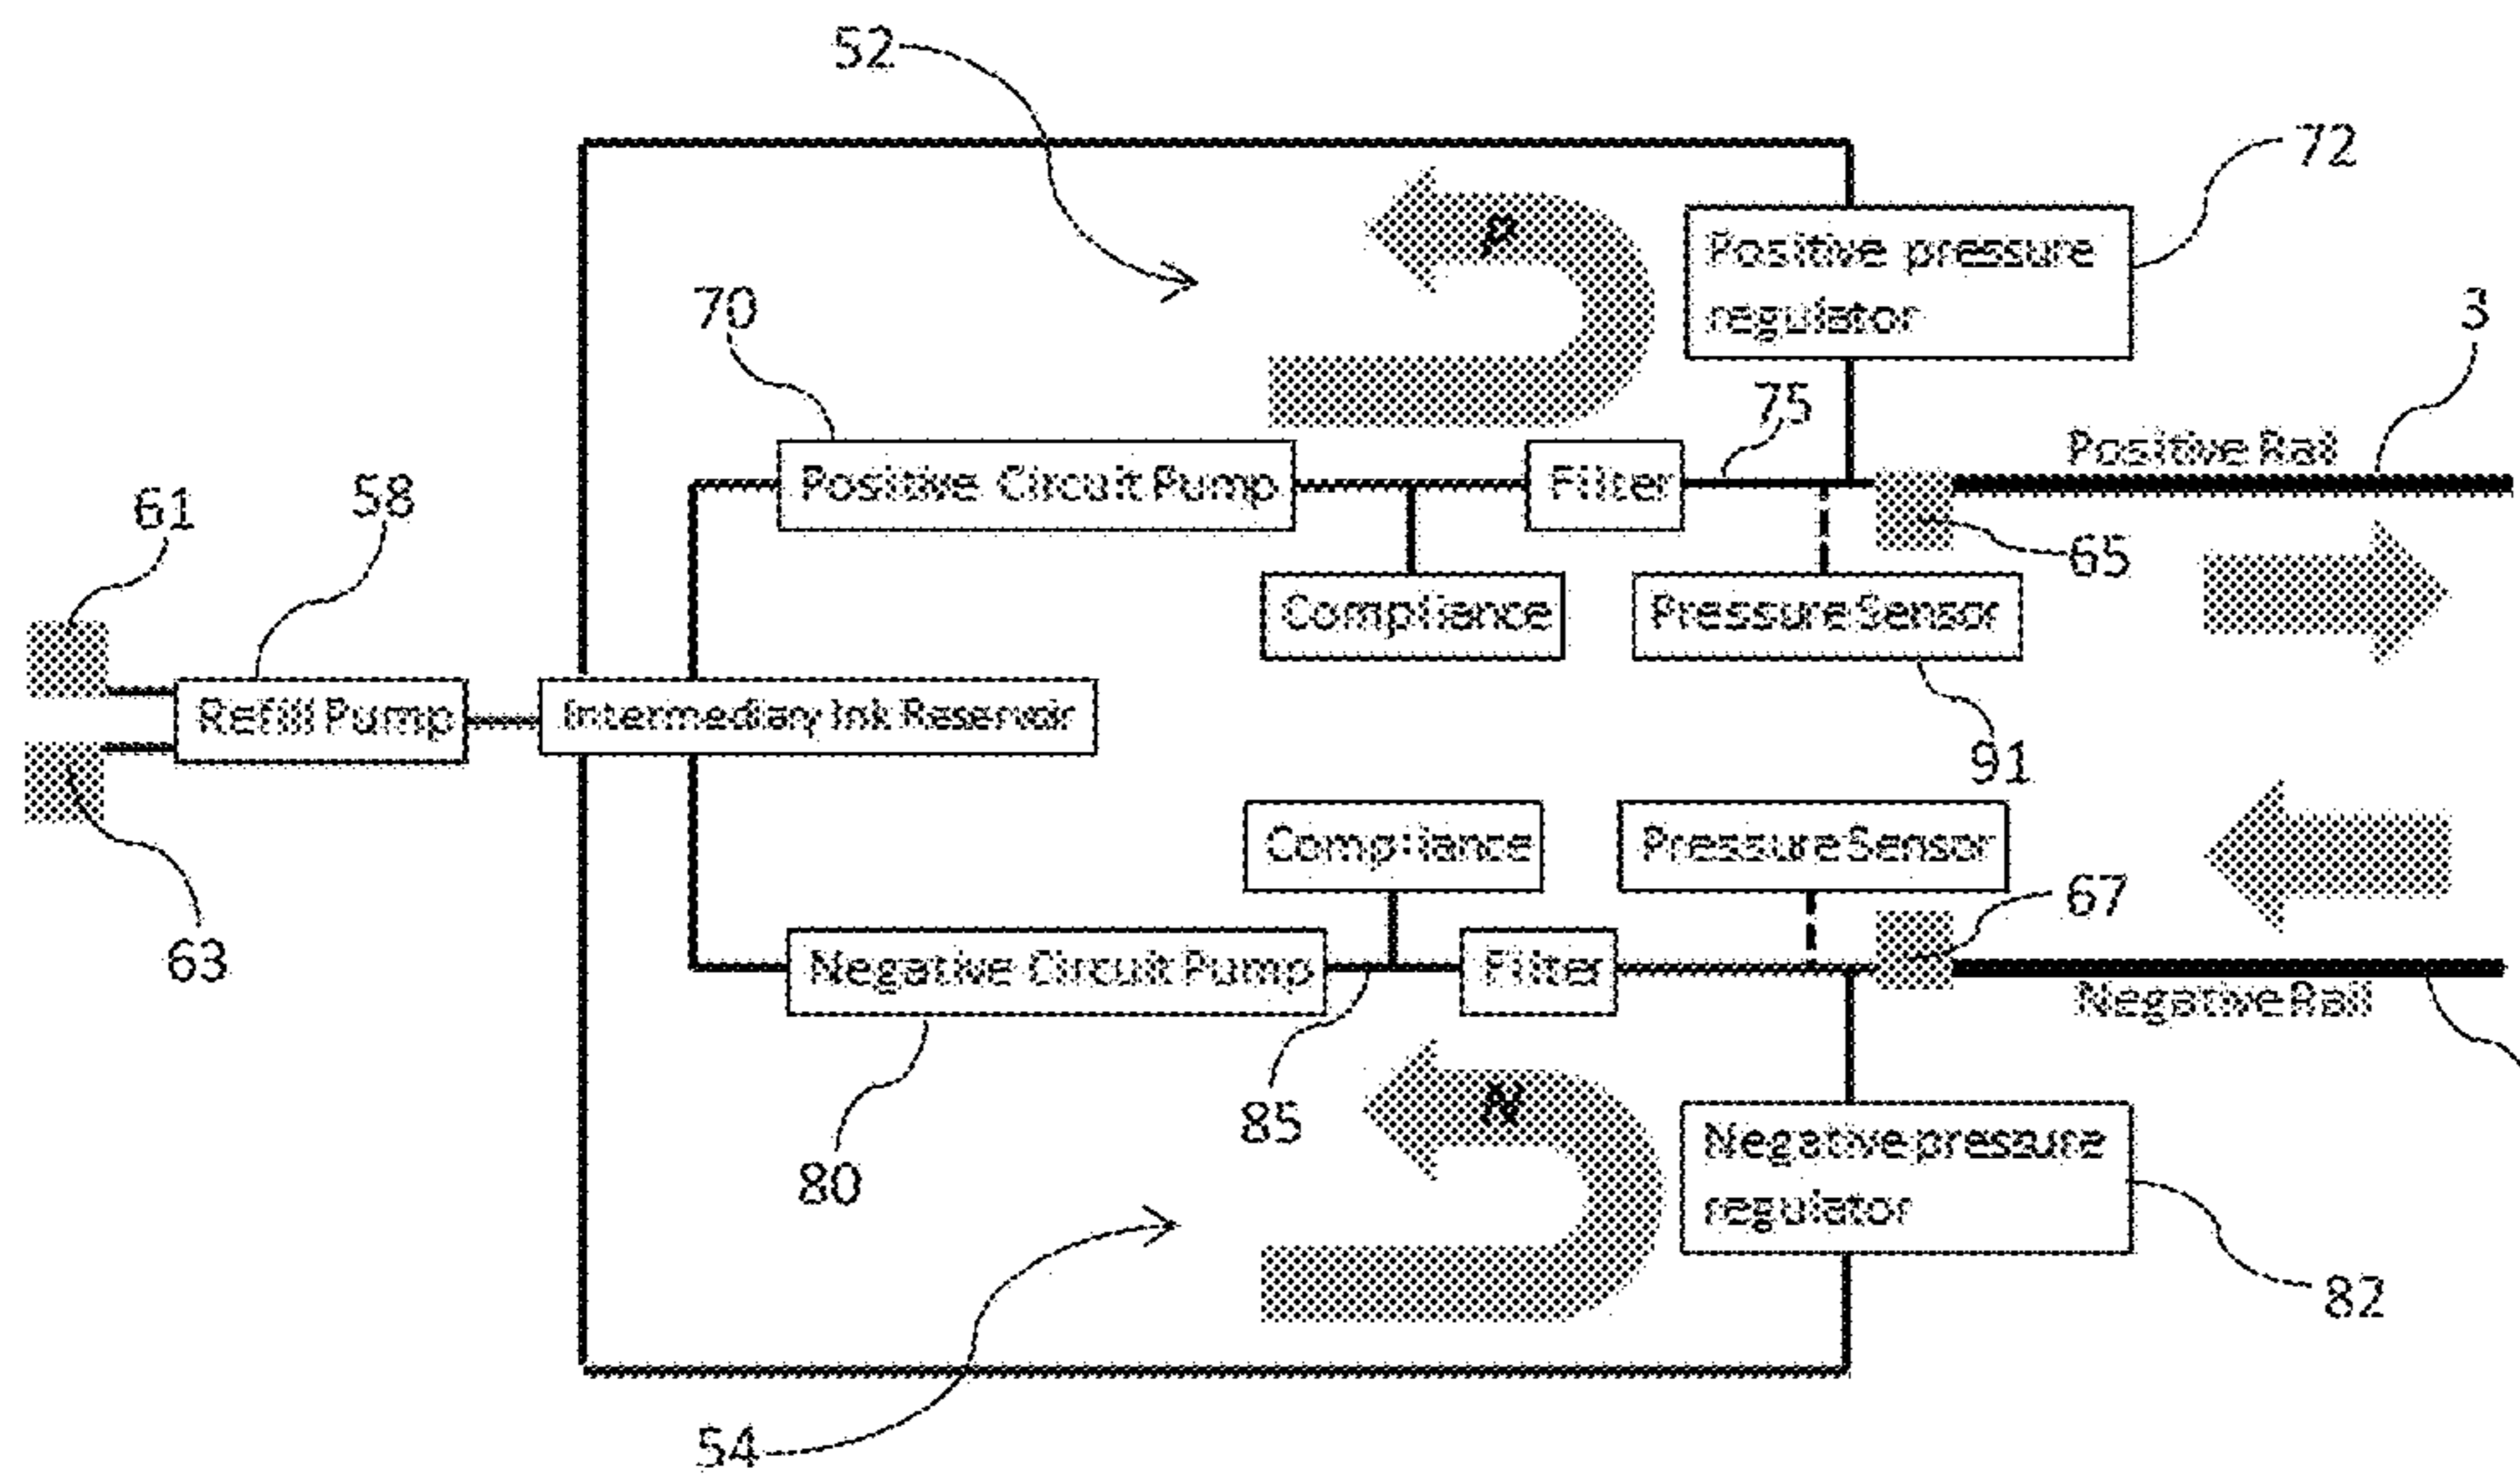 52
72
P
Positive pressure
regulator
70
3
75
Positive Rail
Positive Circuit Pump
Filter
61
58
65
Compliance
Pressure Sensor
Refill Pump
Intermediary Ink Reservoir
91
Compliance
Pressure Sensor
67
63
Negative Circuit Pump
Filter
Negative Rail
N
85
Negative pressure
regulator
80
82
54